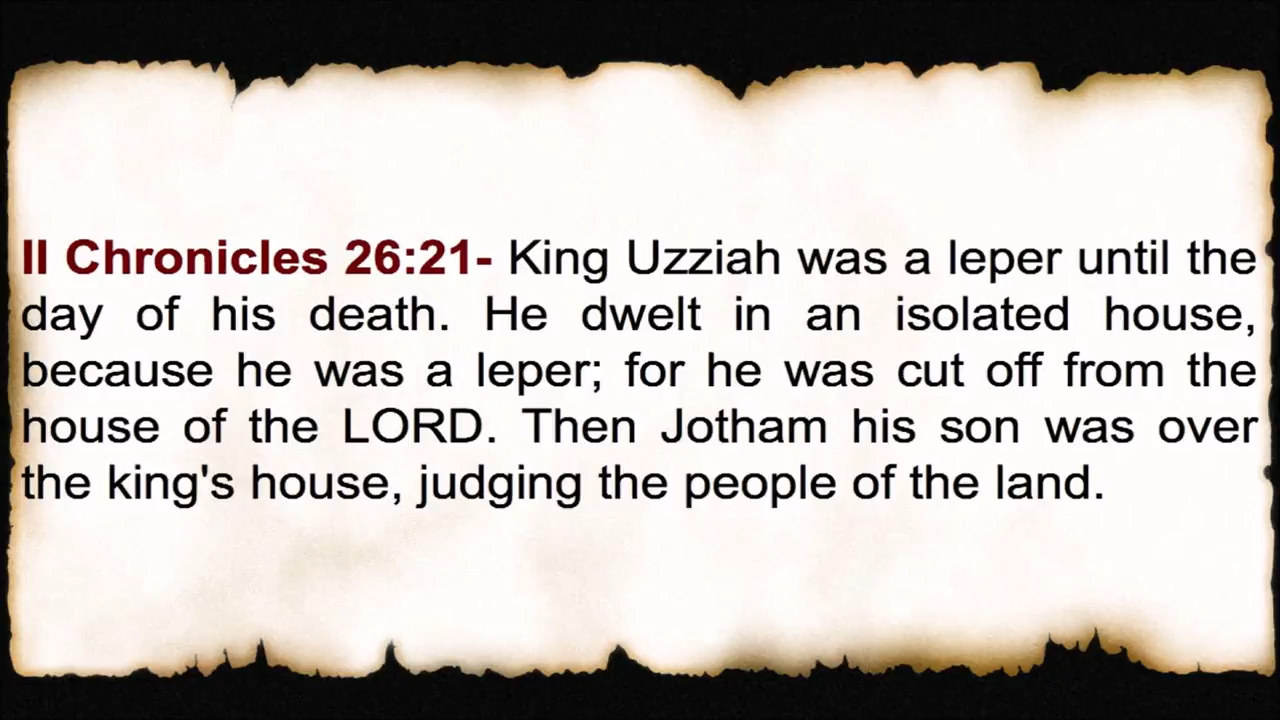 II Chronicles 26:21- King Uzziah was a leper until the
day of his death. He dwelt in an isolated house,
because he was a leper; for he was cut off from the
house of the LORD. Then Jotham his son was over
the king's house, judging the people of the land.